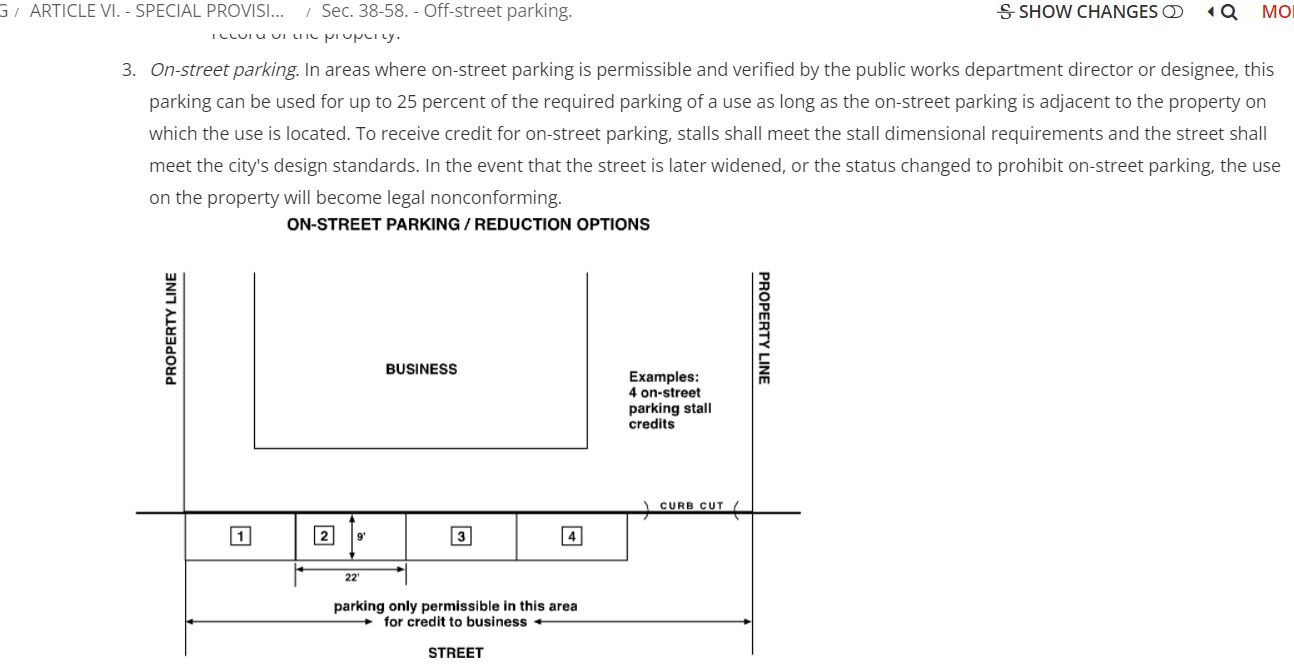 G / ARTICLE VI. - SPECIAL PROVISI... / Sec. 38-58. - Off-street parking.
SHOW CHANGES
MO
record of the property.
3. On-street parking. In areas where on-street parking is permissible and verified by the public works department director or designee, this
parking can be used for up to 25 percent of the required parking of a use as long as the on-street parking is adjacent to the property on
which the use is located. To receive credit for on-street parking, stalls shall meet the stall dimensional requirements and the street shall
meet the city's design standards. In the event that the street is later widened, or the status changed to prohibit on-street parking, the use
on the property will become legal nonconforming.
ON-STREET PARKING / REDUCTION OPTIONS
PROPERTY LINE
PROPERTY LINE
BUSINESS
Examples:
4 on-street
parking stall
credits
CURB CUT
1
2
9'
3
4
22'
parking only permissible in this area
for credit to business
STREET